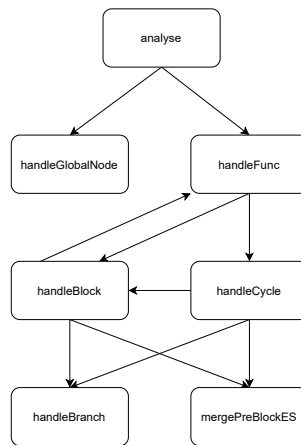 analyse
handleGlobalNode
handleFunc
handleBlock
handleCycle
handleBranch
mergePreBlockES